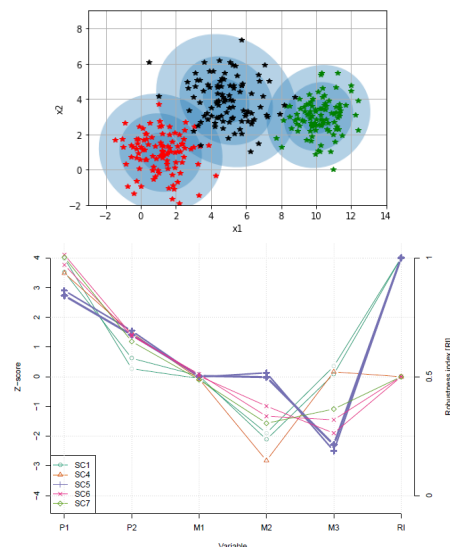 8
6
4
2
0
−2
x2
−2 0 2 4 6 8 10 12 14
x1
4
3
2
1
0
−1
−2
−3
−4
Z-score
1
0.5
0
Robustness index [RI]
SC1
SC4
SC5
SC6
SC7
P1 P2 M1 M2 M3 RI
Variable